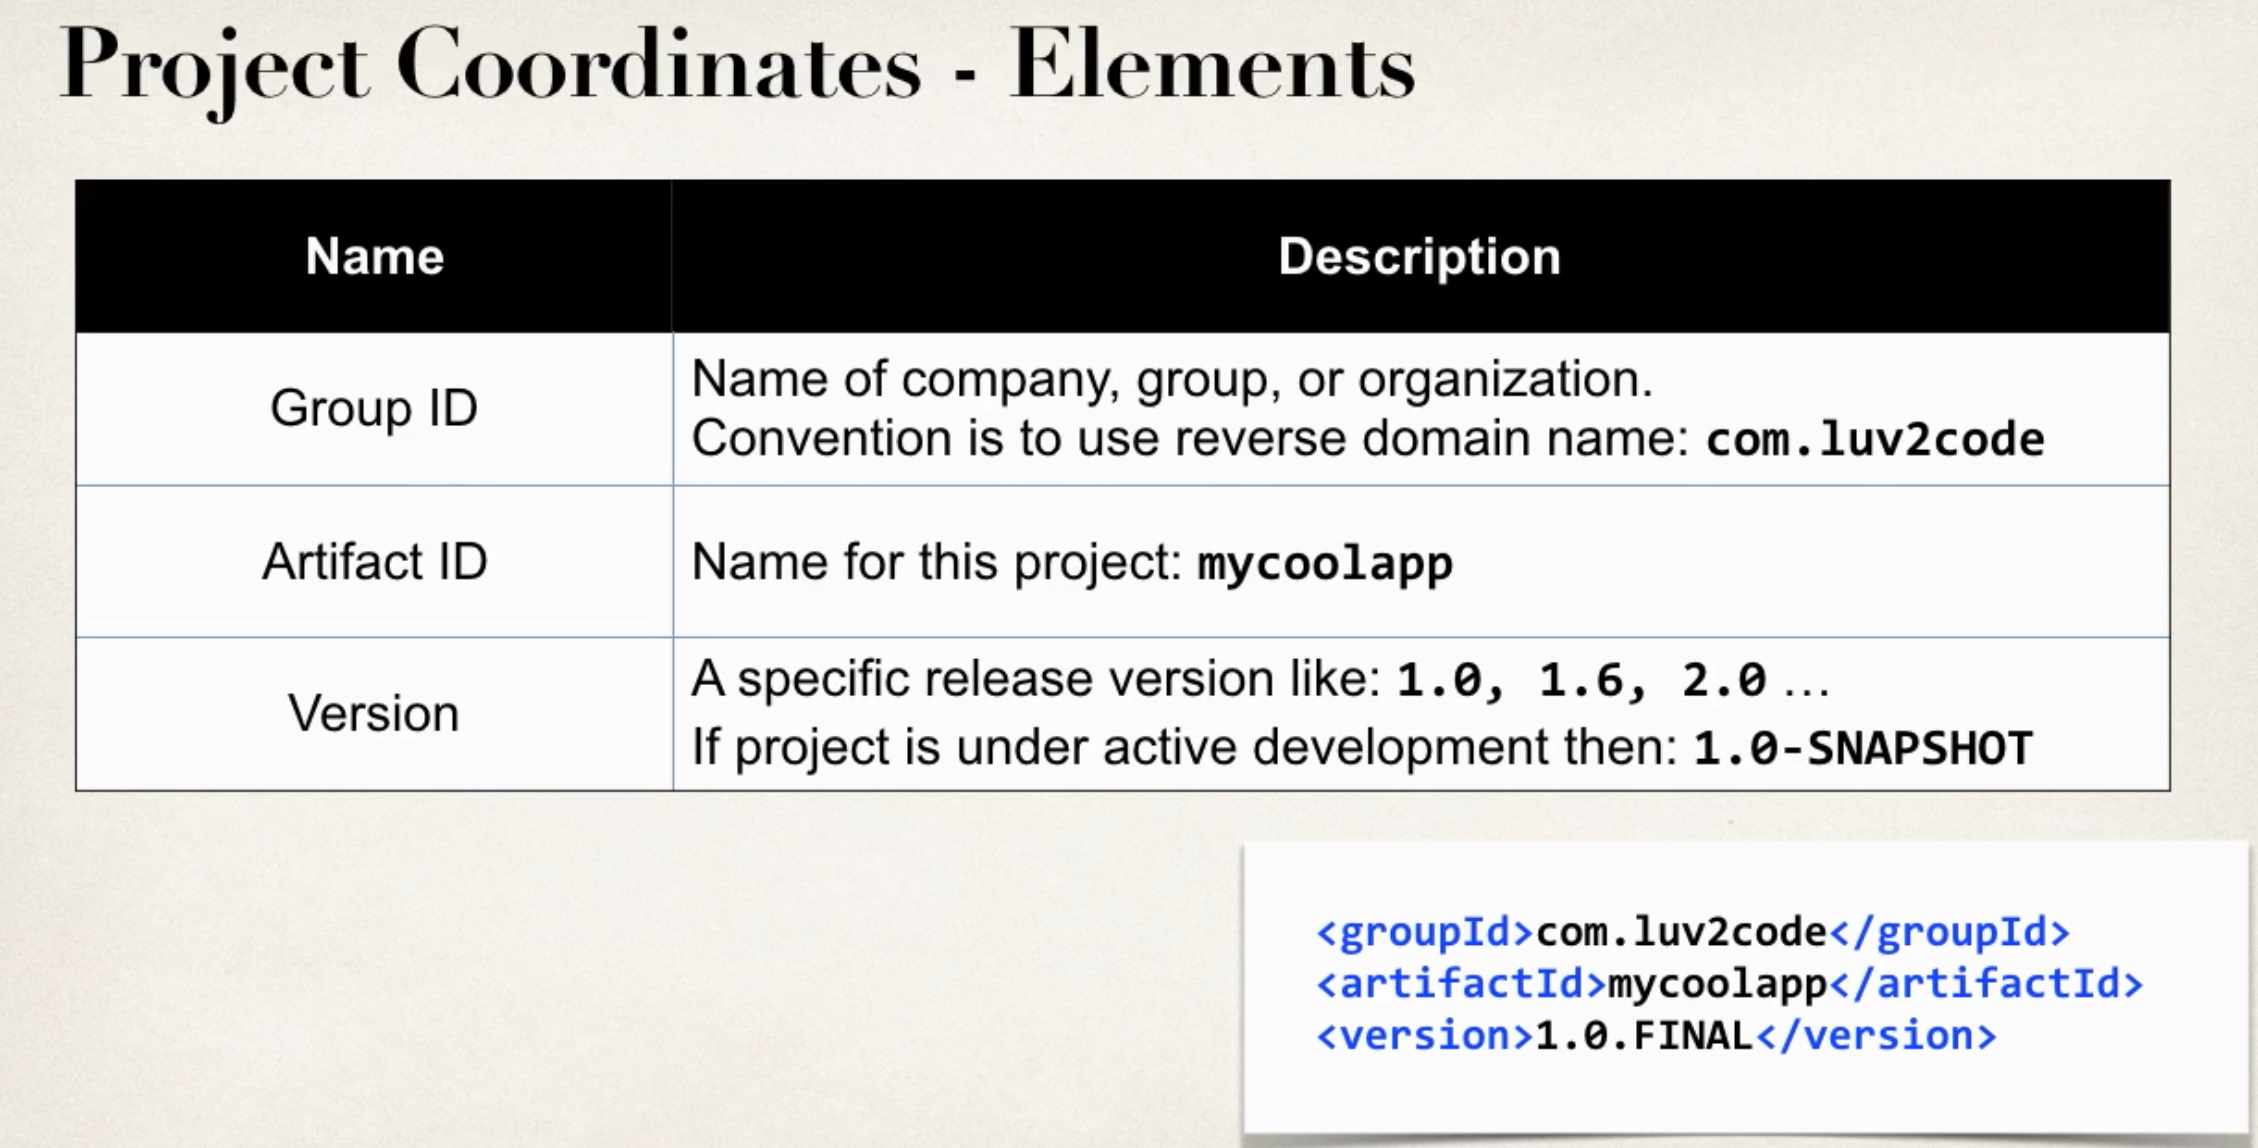 Project Coordinates - Elements
Name
Description
Group ID
Name of company, group, or organization.
Convention is to use reverse domain name: com.luv2code
Artifact ID
Name for this project: mycoolapp
Version
A specific release version like: 1.0, 1.6, 2.0 …
If project is under active development then: 1.0-SNAPSHOT
<groupId>com.luv2code</groupId>
<artifactId>mycoolapp</artifactId>
<version>1.0.FINAL</version>